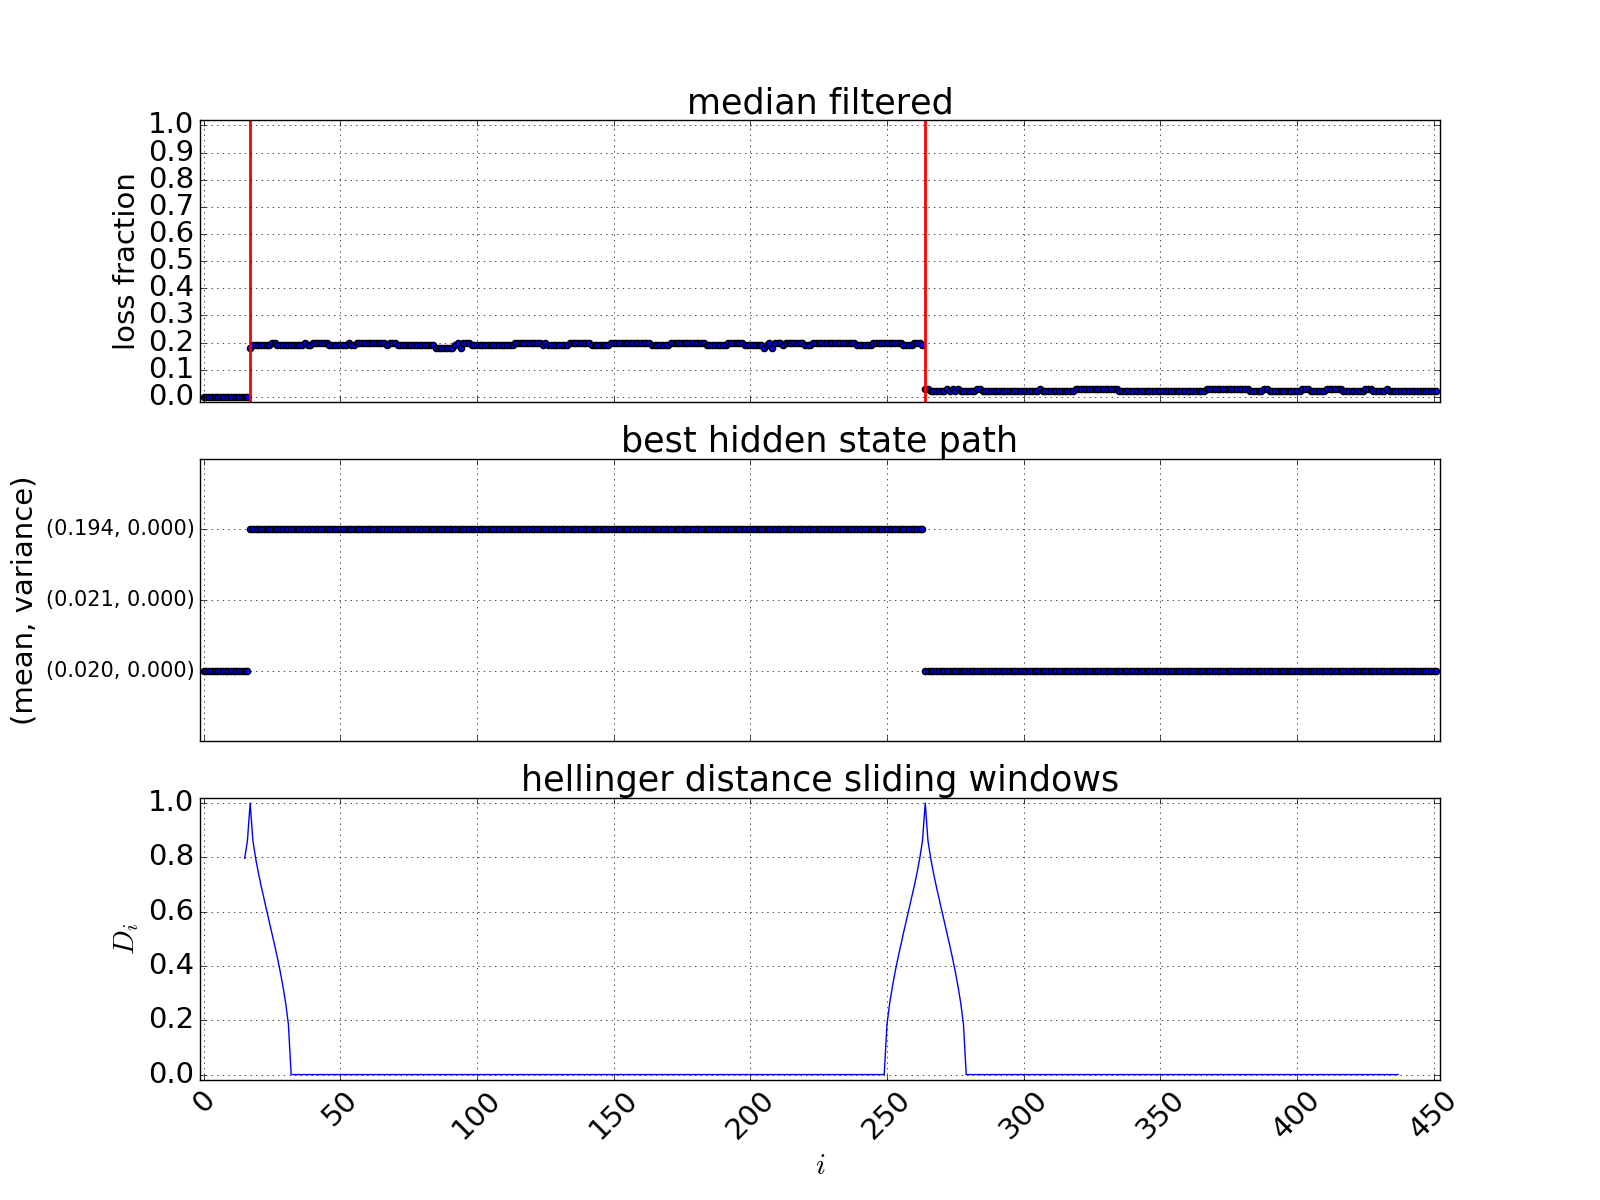 median filtered
loss fraction
1.0
0.9
0.8
0.7
0.6
0.5
0.4
0.3
0.2
0.1
0.0
best hidden state path
(mean, variance)
(0.194, 0.000)
(0.021, 0.000)
(0.020, 0.000)
hellinger distance sliding windows
D_i
1.0
0.8
0.6
0.4
0.2
0.0
0 50 100 150 200 250 300 350 400 450
i